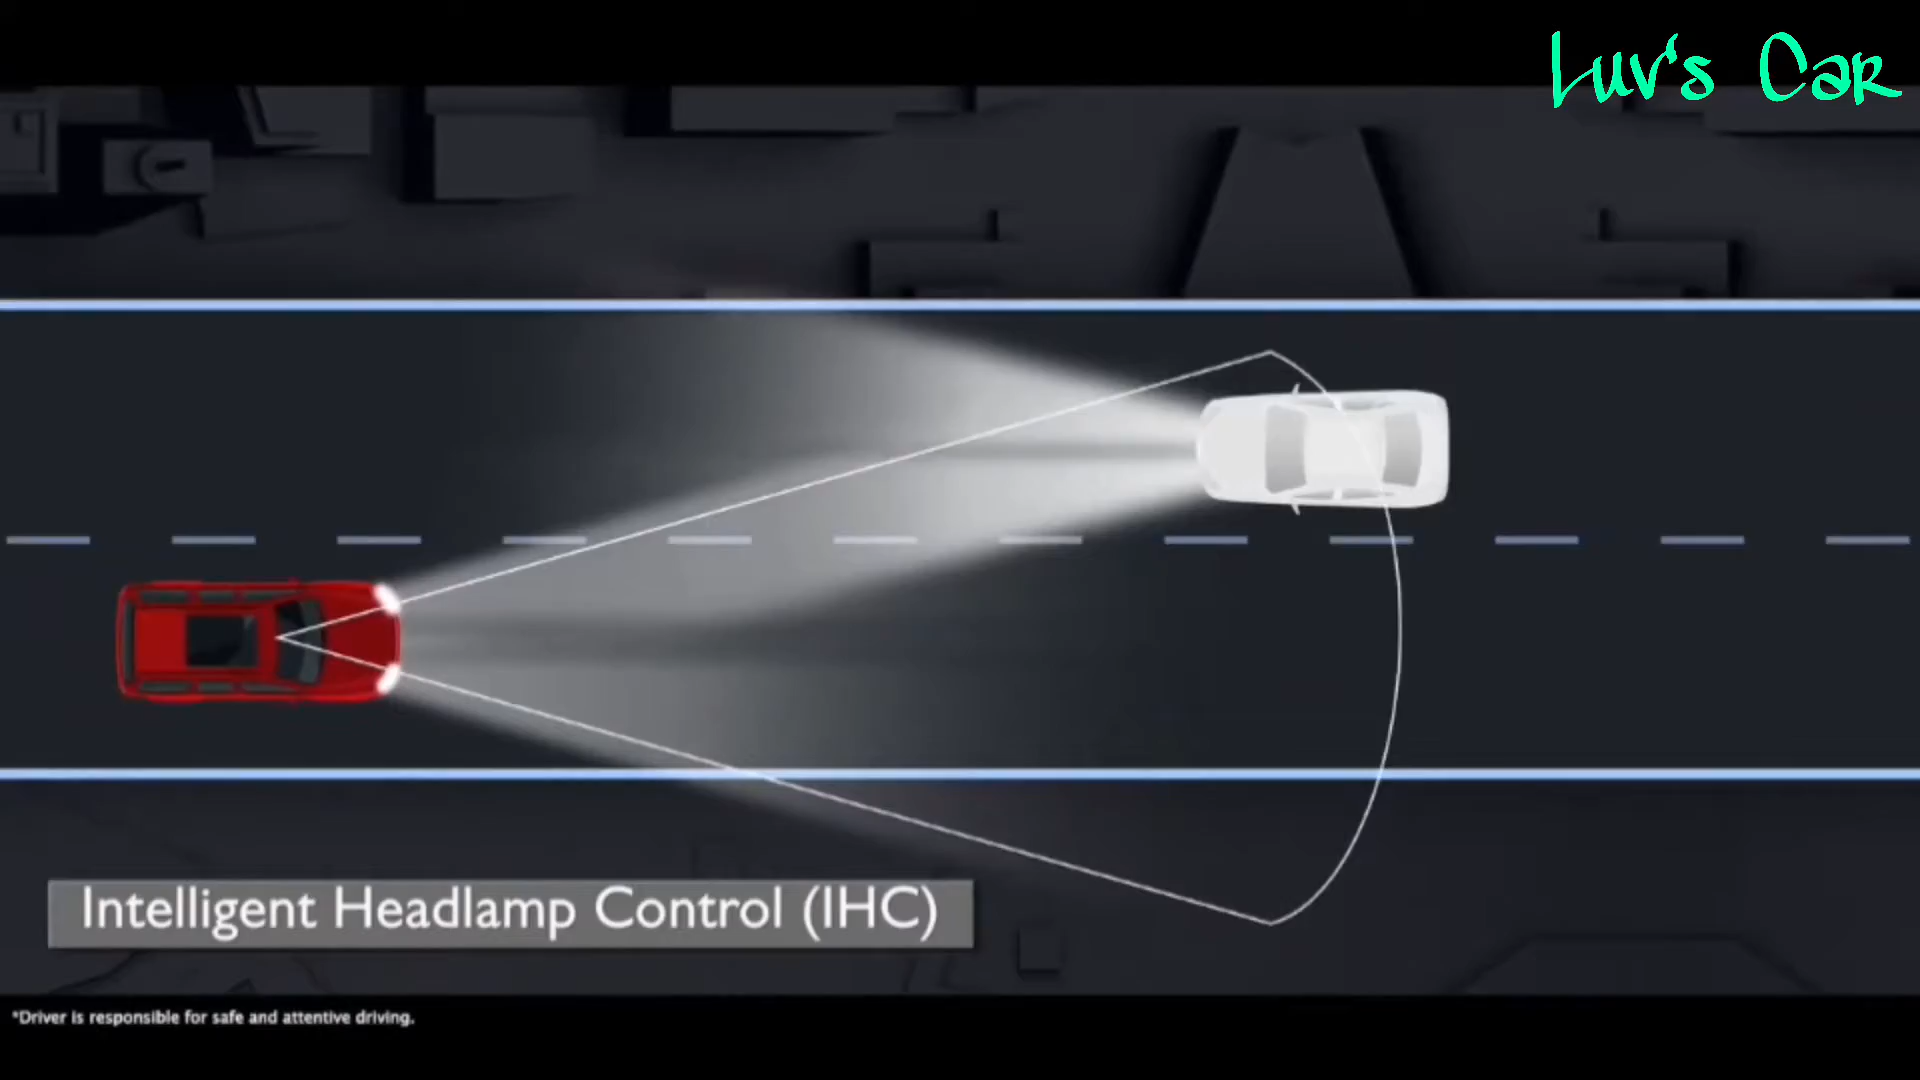 Luv's Car
Intelligent Headlamp Control (IHC)
*Driver is responsible for safe and attentive driving.